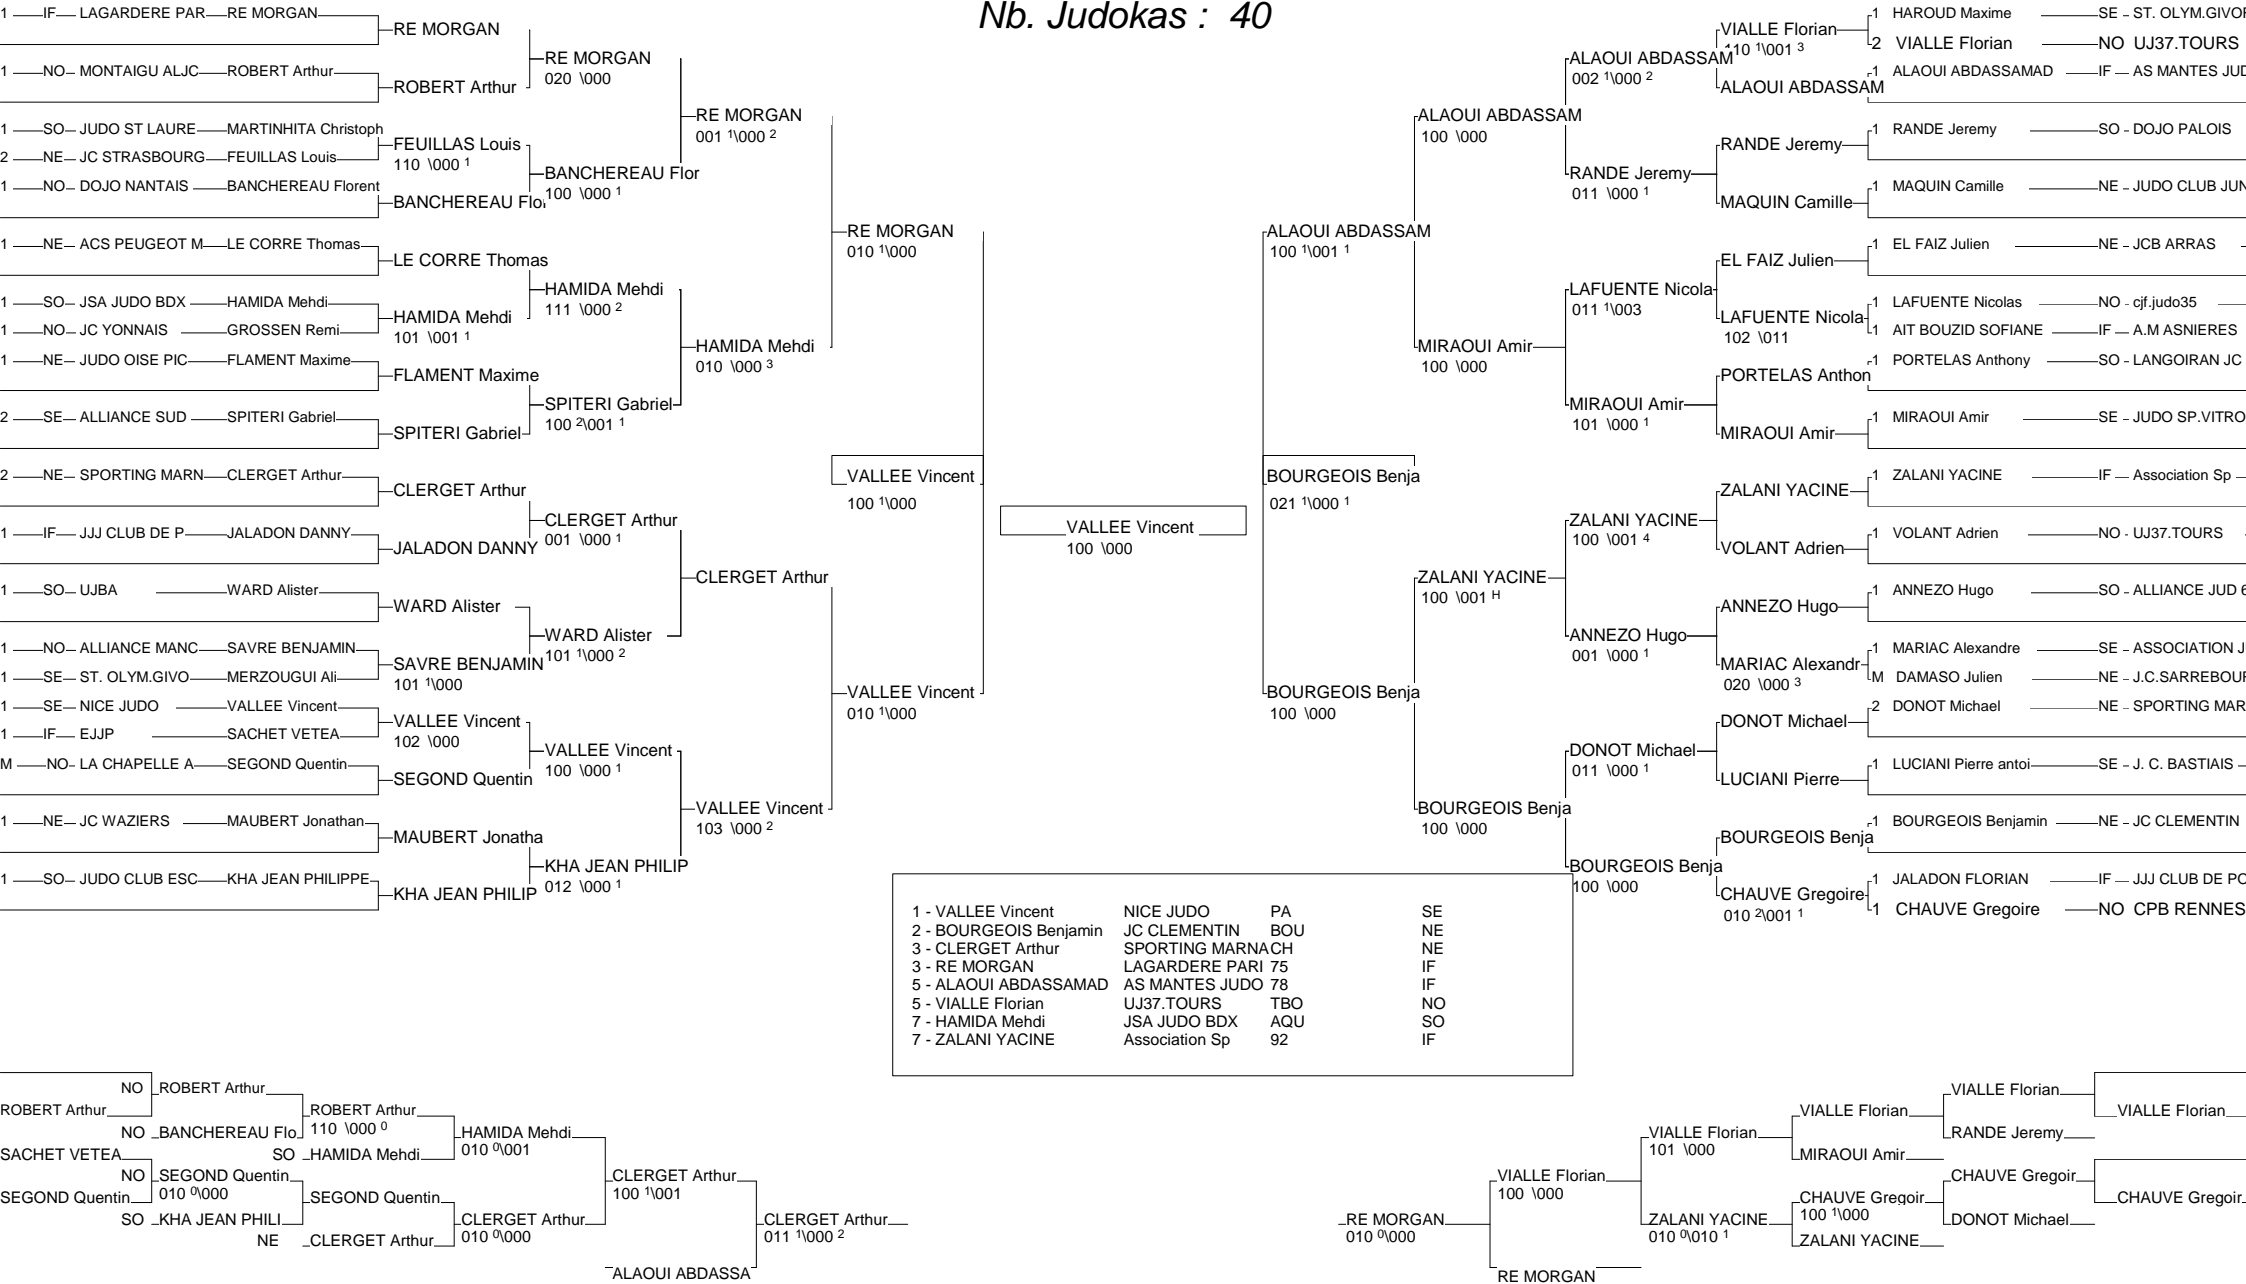 Nb. Judokas : 40
1 IF LAGARDERE PAR RE MORGAN
1 NO MONTAIGU ALJC ROBERT Arthur
1 SO JUDO ST LAURE MARTINHITA Christoph
2 NE JC STRASBOURG FEUILLAS Louis
1 NO DOJO NANTAIS BANCHEREAU Florent
1 NE ACS PEUGEOT M LE CORRE Thomas
1 SO JSA JUDO BDX HAMIDA Mehdi
1 NO JC YONNAIS GROSSEN Remi
1 NE JUDO OISE PIC FLAMENT Maxime
2 SE ALLIANCE SUD SPITERI Gabriel
2 NE SPORTING MARN CLERGET Arthur
1 IF JJJ CLUB DE P JALADON DANNY
1 SO UJBA WARD Alister
1 NO ALLIANCE MANC SAVRE BENJAMIN
1 SE ST. OLYM.GIVO MERZOUGUI Ali
1 SE NICE JUDO VALLEE Vincent
1 IF EJJP SACHET VETEA
M NO LA CHAPELLE A SEGOND Quentin
1 NE JC WAZIERS MAUBERT Jonathan
1 SO JUDO CLUB ESC KHA JEAN PHILIPPE
RE MORGAN
ROBERT Arthur
FEUILLAS Louis
110 \000 1
BANCHEREAU Flo
LE CORRE Thomas
HAMIDA Mehdi
101 \001 1
FLAMENT Maxime
SPITERI Gabriel
CLERGET Arthur
JALADON DANNY
WARD Alister
SAVRE BENJAMIN
101 1\000
VALLEE Vincent
102 \000
SEGOND Quentin
MAUBERT Jonatha
KHA JEAN PHILIP
RE MORGAN
020 \000
BANCHEREAU Flor
100 \000 1
HAMIDA Mehdi
111 \000 2
SPITERI Gabriel
100 2\001 1
CLERGET Arthur
001 \000 1
WARD Alister
101 1\000 2
VALLEE Vincent
100 \000 1
KHA JEAN PHILIP
012 \000 1
RE MORGAN
001 1\000 2
HAMIDA Mehdi
010 \000 3
CLERGET Arthur
VALLEE Vincent
103 \000 2
RE MORGAN
010 1\000
VALLEE Vincent
100 1\000
VALLEE Vincent
010 1\000
VALLEE Vincent
100 \000
ALAOUI ABDASSAM
100 1\001 1
BOURGEOIS Benja
021 1\000 1
BOURGEOIS Benja
100 \000
ALAOUI ABDASSAM
100 \000
MIRAOUI Amir
100 \000
ZALANI YACINE
100 \001 H
BOURGEOIS Benja
100 \000
ALAOUI ABDASSAM
002 1\000 2
RANDE Jeremy
011 \000 1
LAFUENTE Nicola
011 1\003
MIRAOUI Amir
101 \000 1
ZALANI YACINE
100 \001 4
ANNEZO Hugo
001 \000 1
DONOT Michael
011 \000 1
BOURGEOIS Benja
100 \000
VIALLE Florian
110 1\001 3
ALAOUI ABDASSAM
RANDE Jeremy
MAQUIN Camille
EL FAIZ Julien
LAFUENTE Nicola
102 \011
PORTELAS Anthon
MIRAOUI Amir
ZALANI YACINE
VOLANT Adrien
ANNEZO Hugo
MARIAC Alexandr
020 \000 3
DONOT Michael
LUCIANI Pierre
BOURGEOIS Benja
CHAUVE Gregoire
010 2\001 1
1 HAROUD Maxime SE - ST. OLYM.GIVO
2 VIALLE Florian NO UJ37.TOURS
1 ALAOUI ABDASSAMAD IF AS MANTES JUD
1 RANDE Jeremy SO - DOJO PALOIS
1 MAQUIN Camille NE - JUDO CLUB JUN
1 EL FAIZ Julien NE - JCB ARRAS
1 LAFUENTE Nicolas NO - cjf.judo35
1 AIT BOUZID SOFIANE IF A.M ASNIERES
1 PORTELAS Anthony SO - LANGOIRAN JC
1 MIRAOUI Amir SE - JUDO SP.VITRO
1 ZALANI YACINE IF Association Sp
1 VOLANT Adrien NO - UJ37.TOURS
1 ANNEZO Hugo SO - ALLIANCE JUD 6
1 MARIAC Alexandre SE - ASSOCIATION J
M DAMASO Julien NE - J.C.SARREBOU
2 DONOT Michael NE - SPORTING MAR
1 LUCIANI Pierre antoi SE - J. C. BASTIAIS
1 BOURGEOIS Benjamin NE - JC CLEMENTIN
1 JALADON FLORIAN IF JJJ CLUB DE PO
1 CHAUVE Gregoire NO CPB RENNES
1 - VALLEE Vincent NICE JUDO PA SE
2 - BOURGEOIS Benjamin JC CLEMENTIN BOU NE
3 - CLERGET Arthur SPORTING MARNA CH NE
3 - RE MORGAN LAGARDERE PARI 75 IF
5 - ALAOUI ABDASSAMAD AS MANTES JUDO 78 IF
5 - VIALLE Florian UJ37.TOURS TBO NO
7 - HAMIDA Mehdi JSA JUDO BDX AQU SO
7 - ZALANI YACINE Association Sp 92 IF
ROBERT Arthur
SACHET VETEA
SEGOND Quentin
NO ROBERT Arthur
NO BANCHEREAU Flo
NO SEGOND Quentin
010 0\000
SO KHA JEAN PHILI
ROBERT Arthur
110 \000 0
SO HAMIDA Mehdi
SEGOND Quentin
NE CLERGET Arthur
HAMIDA Mehdi
010 0\001
CLERGET Arthur
010 0\000
CLERGET Arthur
100 1\001
ALAOUI ABDASSA
CLERGET Arthur
011 1\000 2
RE MORGAN
010 0\000
VIALLE Florian
100 \000
RE MORGAN
VIALLE Florian
101 \000
ZALANI YACINE
010 0\010 1
VIALLE Florian
MIRAOUI Amir
CHAUVE Gregoir
100 1\000
ZALANI YACINE
VIALLE Florian
RANDE Jeremy
CHAUVE Gregoir
DONOT Michael
VIALLE Florian
CHAUVE Gregoir